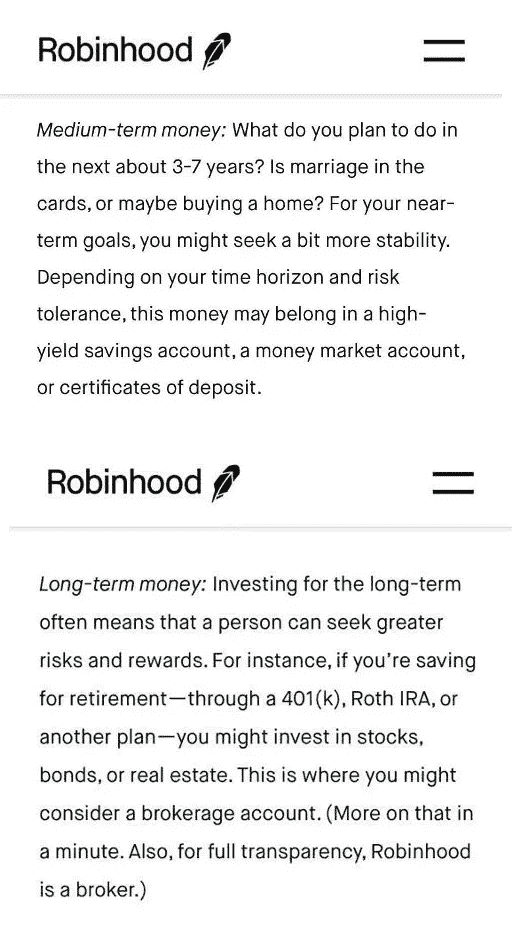 Robinhood
Medium-term money: What do you plan to do in
the next about 3-7 years? Is marriage in the
cards, or maybe buying a home? For your near-
term goals, you might seek a bit more stability.
Depending on your time horizon and risk
tolerance, this money may belong in a high-
yield savings account, a money market account,
or certificates of deposit.
Robinhood
Long-term money: Investing for the long-term
often means that a person can seek greater
risks and rewards. For instance, if you’re saving
for retirement—through a 401(k), Roth IRA, or
another plan—you might invest in stocks,
bonds, or real estate. This is where you might
consider a brokerage account. (More on that in
a minute. Also, for full transparency, Robinhood
is a broker.)